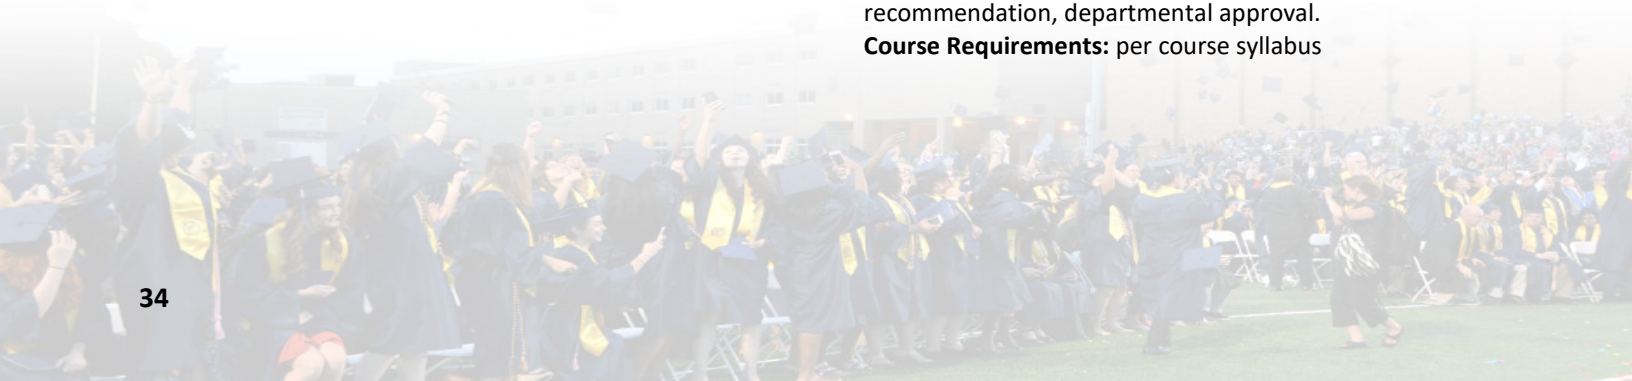 recommendation, departmental approval.
Course Requirements: per course syllabus
34